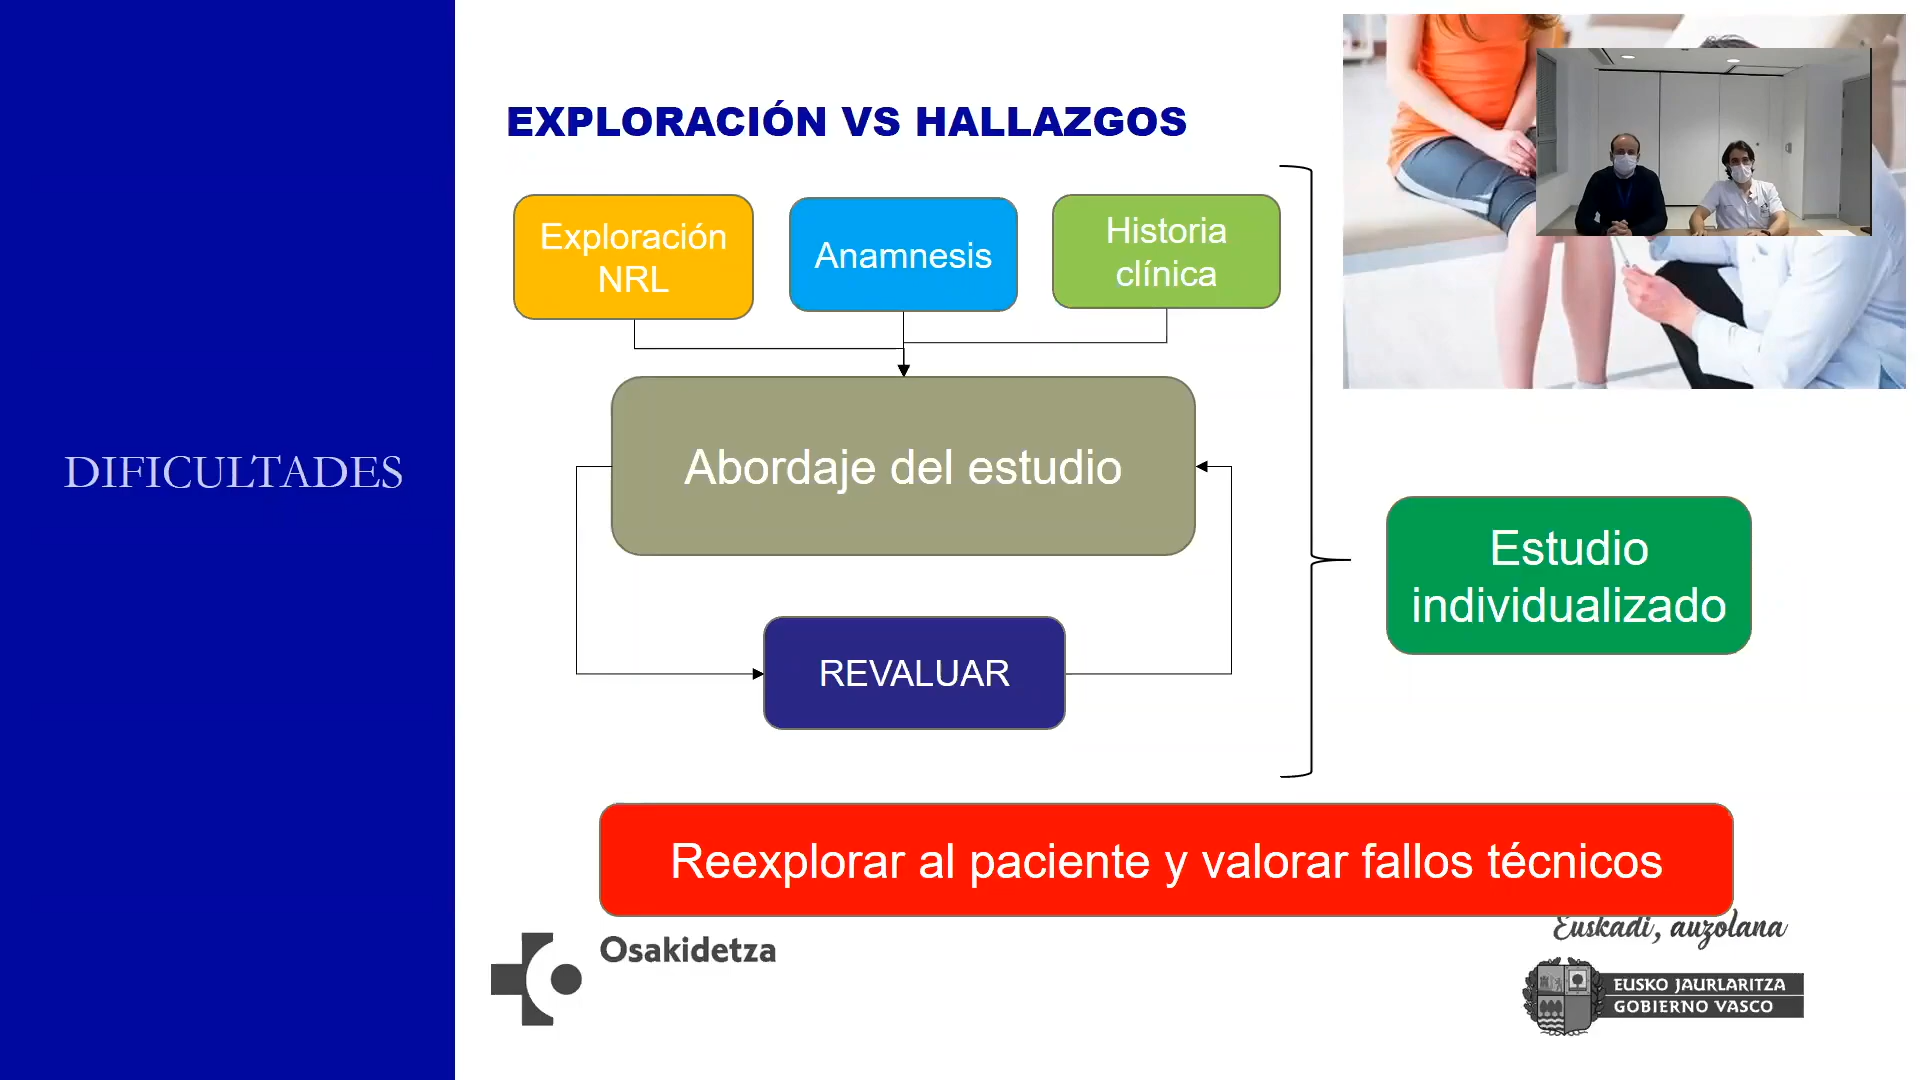 DIFICULTADES
EXPLORACIÓN VS HALLAZGOS
Exploración
NRL
Anamnesis
Historia
clínica
Abordaje del estudio
REVALUAR
Estudio
individualizado
Reexplorar al paciente y valorar fallos técnicos
Osakidetza
Euskadi, auzolana
EUSKO JAURLARITZA
GOBIERNO VASCO